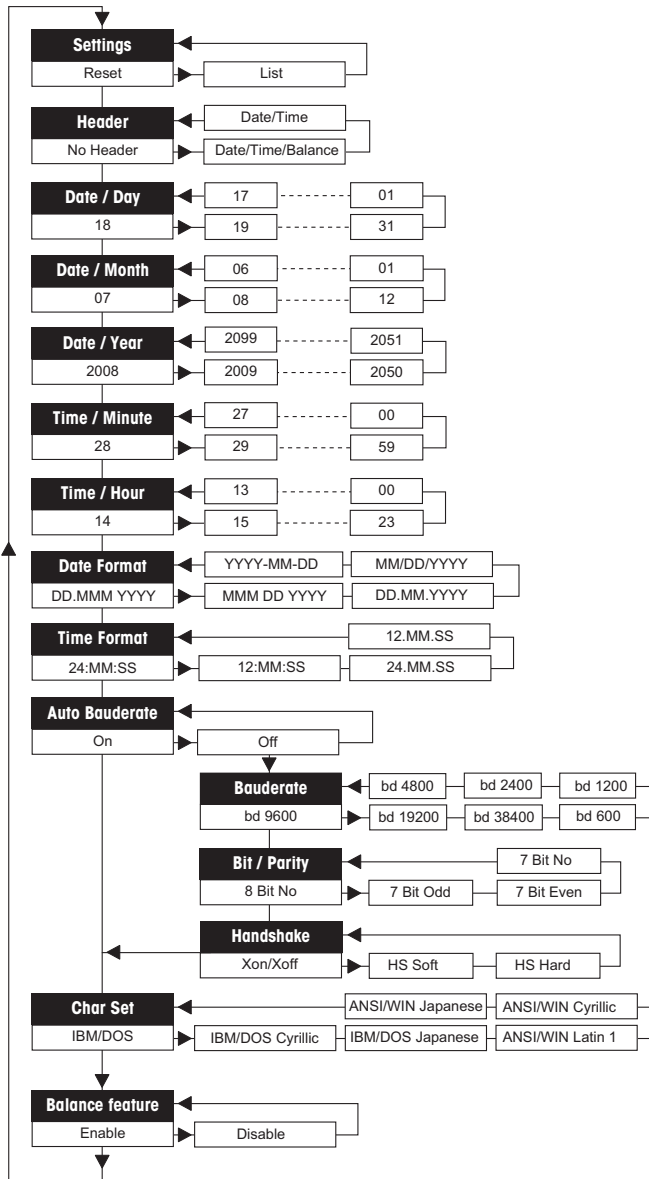 Settings
Reset List
Header Date/Time
No Header Date/Time/Balance
Date / Day 17 01
18 19 31
Date / Month 06 01
07 08 12
Date / Year 2099 2051
2008 2009 2050
Time / Minute 27 00
28 29 59
Time / Hour 13 00
14 15 23
Date Format YYYY-MM-DD MM/DD/YYYY
DD.MMM YYYY MMM DD YYYY DD.MM.YYYY
Time Format 12.MM.SS
24:MM:SS 12:MM:SS 24.MM.SS
Auto Bauderate
On Off
Bauderate bd 4800 bd 2400 bd 1200
bd 9600 bd 19200 bd 38400 bd 600
Bit / Parity 7 Bit No
8 Bit No 7 Bit Odd 7 Bit Even
Handshake
Xon/Xoff HS Soft HS Hard
Char Set ANSI/WIN Japanese ANSI/WIN Cyrillic
IBM/DOS IBM/DOS Cyrillic IBM/DOS Japanese ANSI/WIN Latin 1
Balance feature
Enable Disable